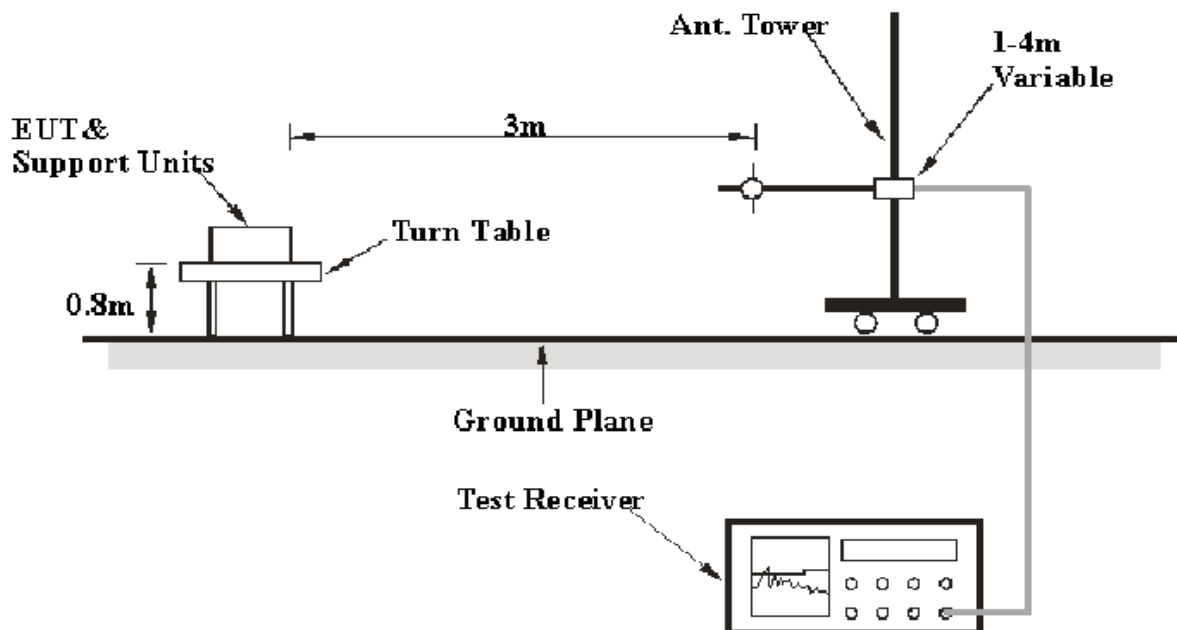 Ant. Tower
1-4m
Variable
3m
EUT&
Support Units
Turn Table
0.8m
Ground Plane
Test Receiver